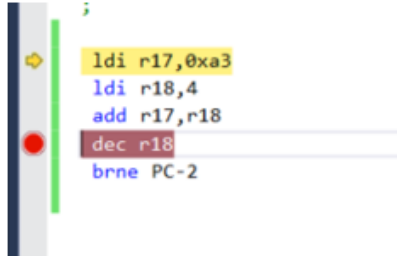 ;
ldi r17,0xa3
ldi r18,4
add r17,r18
dec r18
brne PC-2